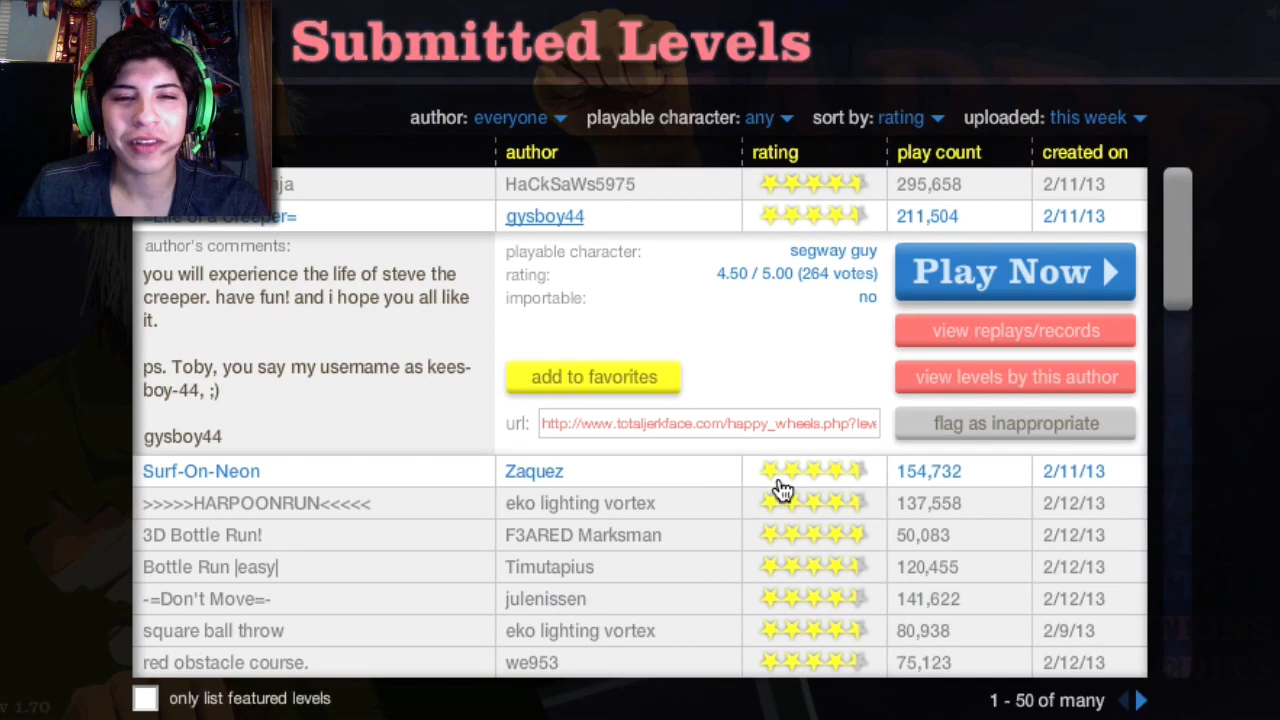 Submitted Levels
author: everyone playable character: any sort by: rating uploaded: this week
author rating play count created on
HaCkSaWs5975 295,658 2/11/13
gysboy44 211,504 2/11/13
author's comments:
you will experience the life of steve the
creeper. have fun! and i hope you all like
it.
ps. Toby, you say my username as kees-
boy-44, ;)
gysboy44
playable character: segway guy
rating: 4.50 / 5.00 (264 votes)
importable: no
add to favorites
url: http://www.totaljerkface.com/happy_wheels.php?leve
Play Now
view replays/records
view levels by this author
flag as inappropriate
Surf-On-Neon Zaquez 154,732 2/11/13
>>>>>HARPOONRUN<<<<< eko lighting vortex 137,558 2/12/13
3D Bottle Run! F3ARED Marksman 50,083 2/12/13
Bottle Run |easy| Timutapius 120,455 2/12/13
-=Don't Move=- julenissen 141,622 2/12/13
square ball throw eko lighting vortex 80,938 2/9/13
red obstacle course. we953 75,123 2/12/13
only list featured levels 1 - 50 of many
v 1.70